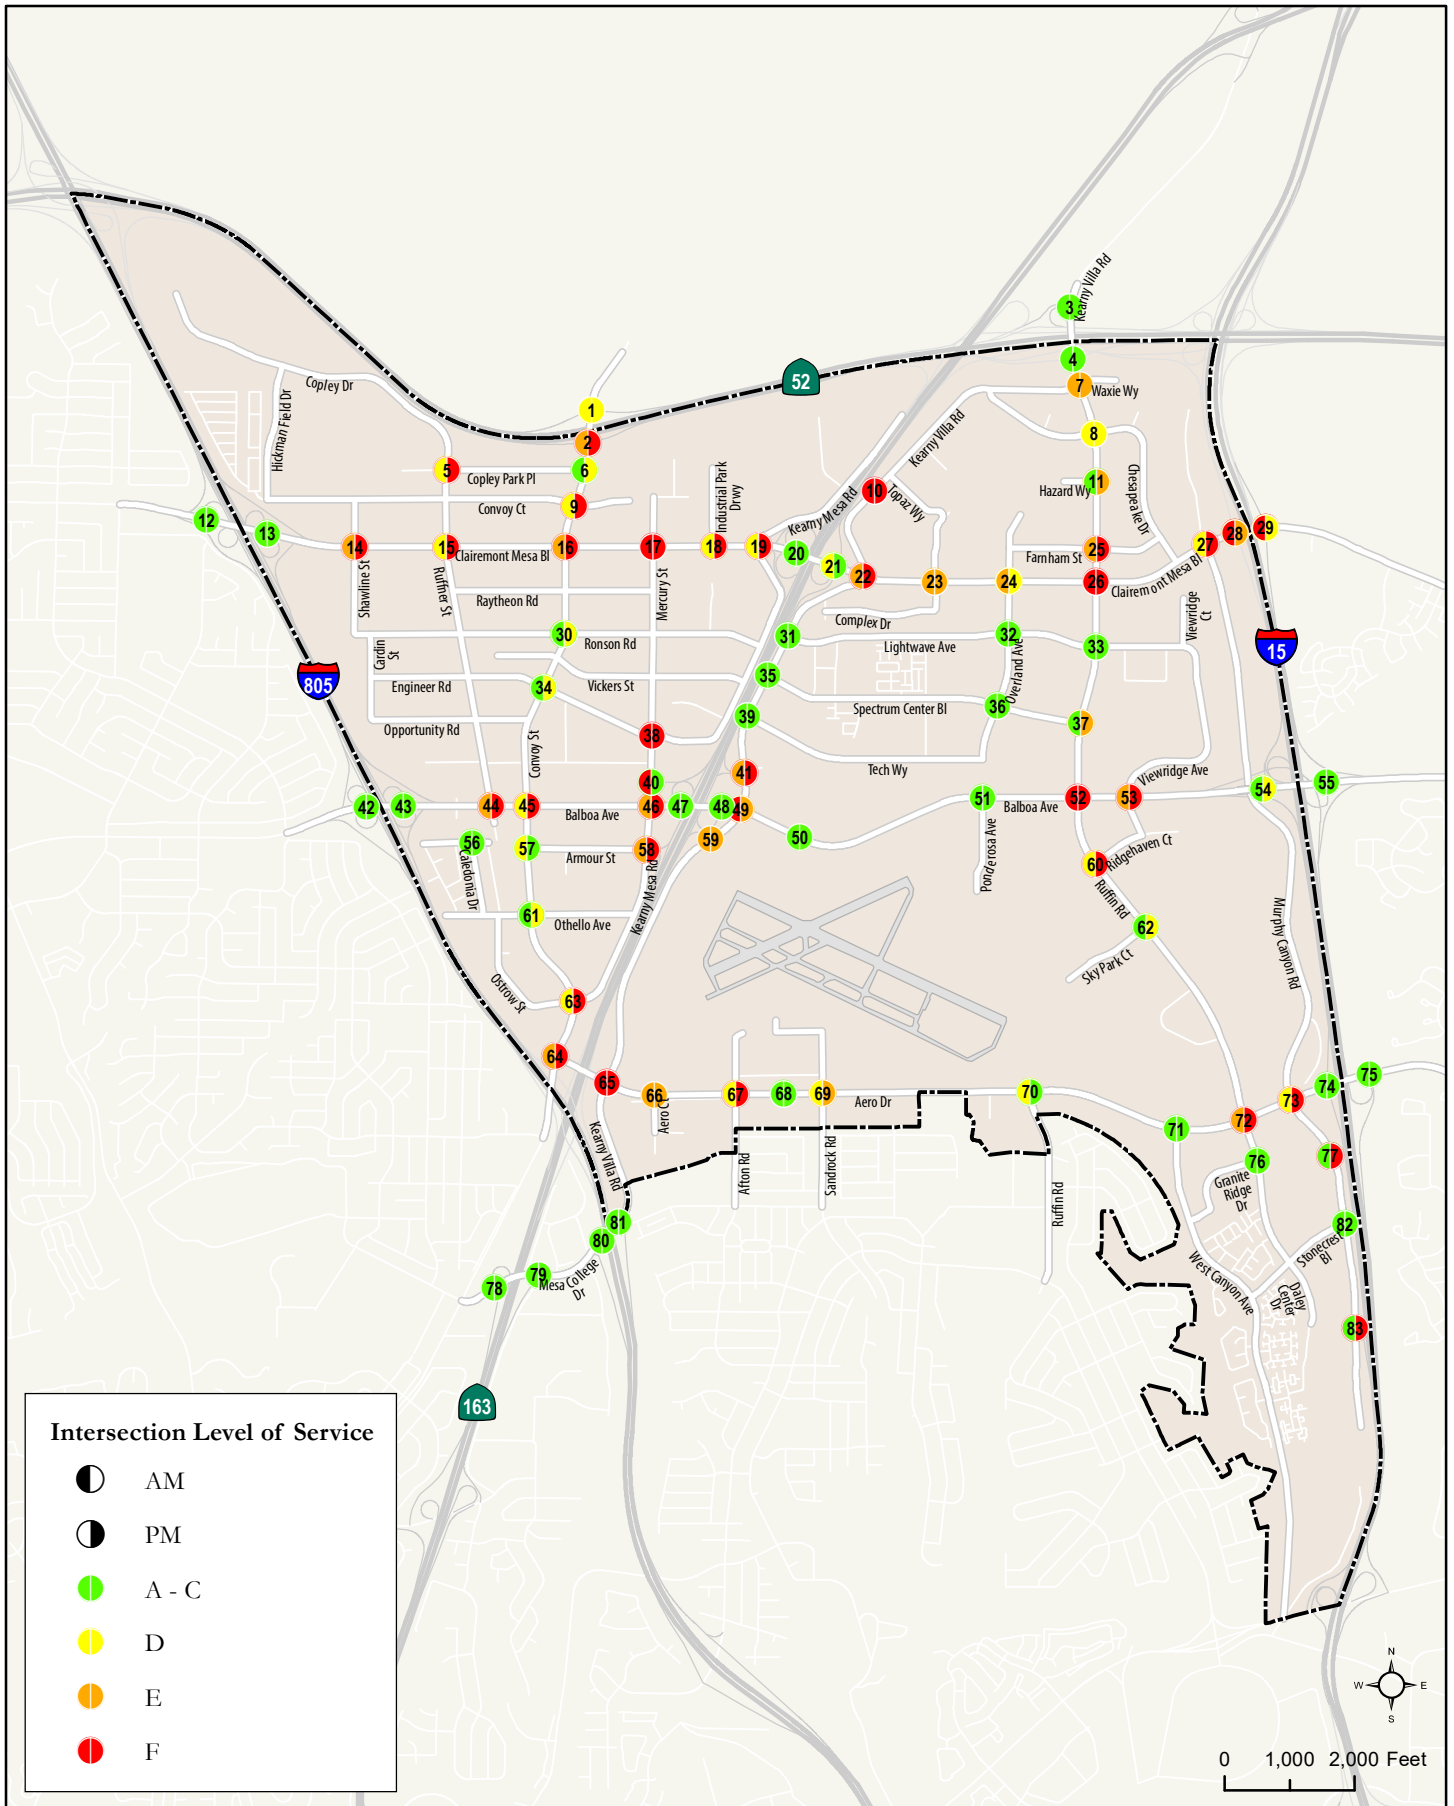 Kearny Villa Rd
3
4
52
Copley Dr
7
Waxie Wy
1
Hickman Field Dr
Kearny Villa Rd
8
2
5
Copley Park Pl
6
Industrial Park
Drwy
Chesapeake Dr
Hazard Wy
11
10
Topaz Wy
Convoy Ct
9
Kearny Mesa Rd
12
13
14
15
Clairemont Mesa Bl
16
17
18
19
20
21
22
23
24
Farnham St
25
26
27
28
29
Clairemont Mesa Bl
Shawline St
Ruffner St
Raytheon Rd
Mercury St
Complex Dr
Viewridge
Ct
30
Ronson Rd
31
Lightwave Ave
32
33
15
Cardin
St
805
Engineer Rd
34
Vickers St
35
Overland Ave
Spectrum Center Bl
36
37
39
Opportunity Rd
Convoy St
38
40
41
Tech Wy
Viewridge Ave
42
43
44
45
Balboa Ave
46
47
48
49
50
51
Balboa Ave
52
53
54
55
56
57
Armour St
58
59
Caledonia Dr
Ponderosa Ave
60
Ridgehaven Ct
Ruffin Rd
Kearny Mesa Rd
61
Othello Ave
62
Sky Park Ct
Murphy Canyon Rd
Ostrow St
63
64
65
66
Aero Ct
67
68
69
Aero Dr
70
71
72
73
74
75
Kearny Villa Rd
Afton Rd
Sandrock Rd
Ruffin Rd
76
77
Granite
Ridge
Dr
81
80
82
Stonecrest
Bl
West Canyon Ave
Daley
Center
Dr
78
79
Mesa College
Dr
83
163
Intersection Level of Service
AM
PM
A - C
D
E
F
N
W
E
S
0 1,000 2,000 Feet